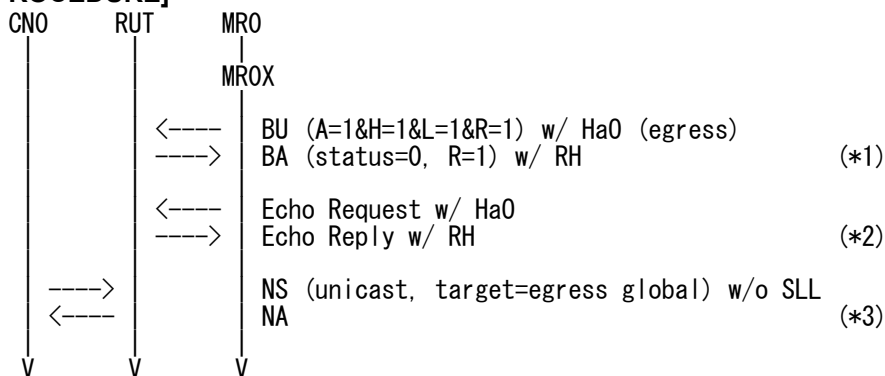 CNO RUT MRO
MROX
<---- BU (A=1&H=1&L=1&R=1) w/ HaO (egress)
----> BA (status=0, R=1) w/ RH (*1)
<---- Echo Request w/ HaO
----> Echo Reply w/ RH (*2)
----> NS (unicast, target=egress global) w/o SLL
<---- NA (*3)
V V V